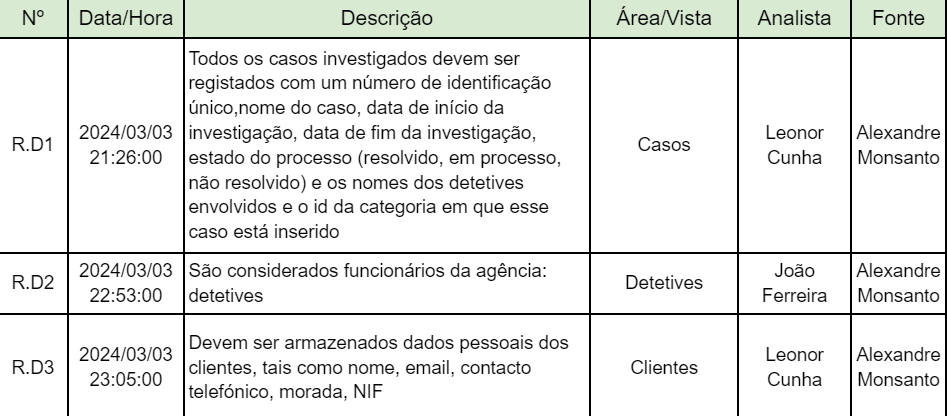 Nº Data/Hora Descrição Área/Vista Analista Fonte
R.D1
2024/03/03
21:26:00
Todos os casos investigados devem ser
registados com um número de identificação
único,nome do caso, data de início da
investigação, data de fim da investigação,
estado do processo (resolvido, em processo,
não resolvido) e os nomes dos detetives
envolvidos e o id da categoria em que esse
caso está inserido
Casos
Leonor
Cunha
Alexandre
Monsanto
R.D2
2024/03/03
22:53:00
São considerados funcionários da agência:
detetives
Detetives
João
Ferreira
Alexandre
Monsanto
R.D3
2024/03/03
23:05:00
Devem ser armazenados dados pessoais dos
clientes, tais como nome, email, contacto
telefónico, morada, NIF
Clientes
Leonor
Cunha
Alexandre
Monsanto